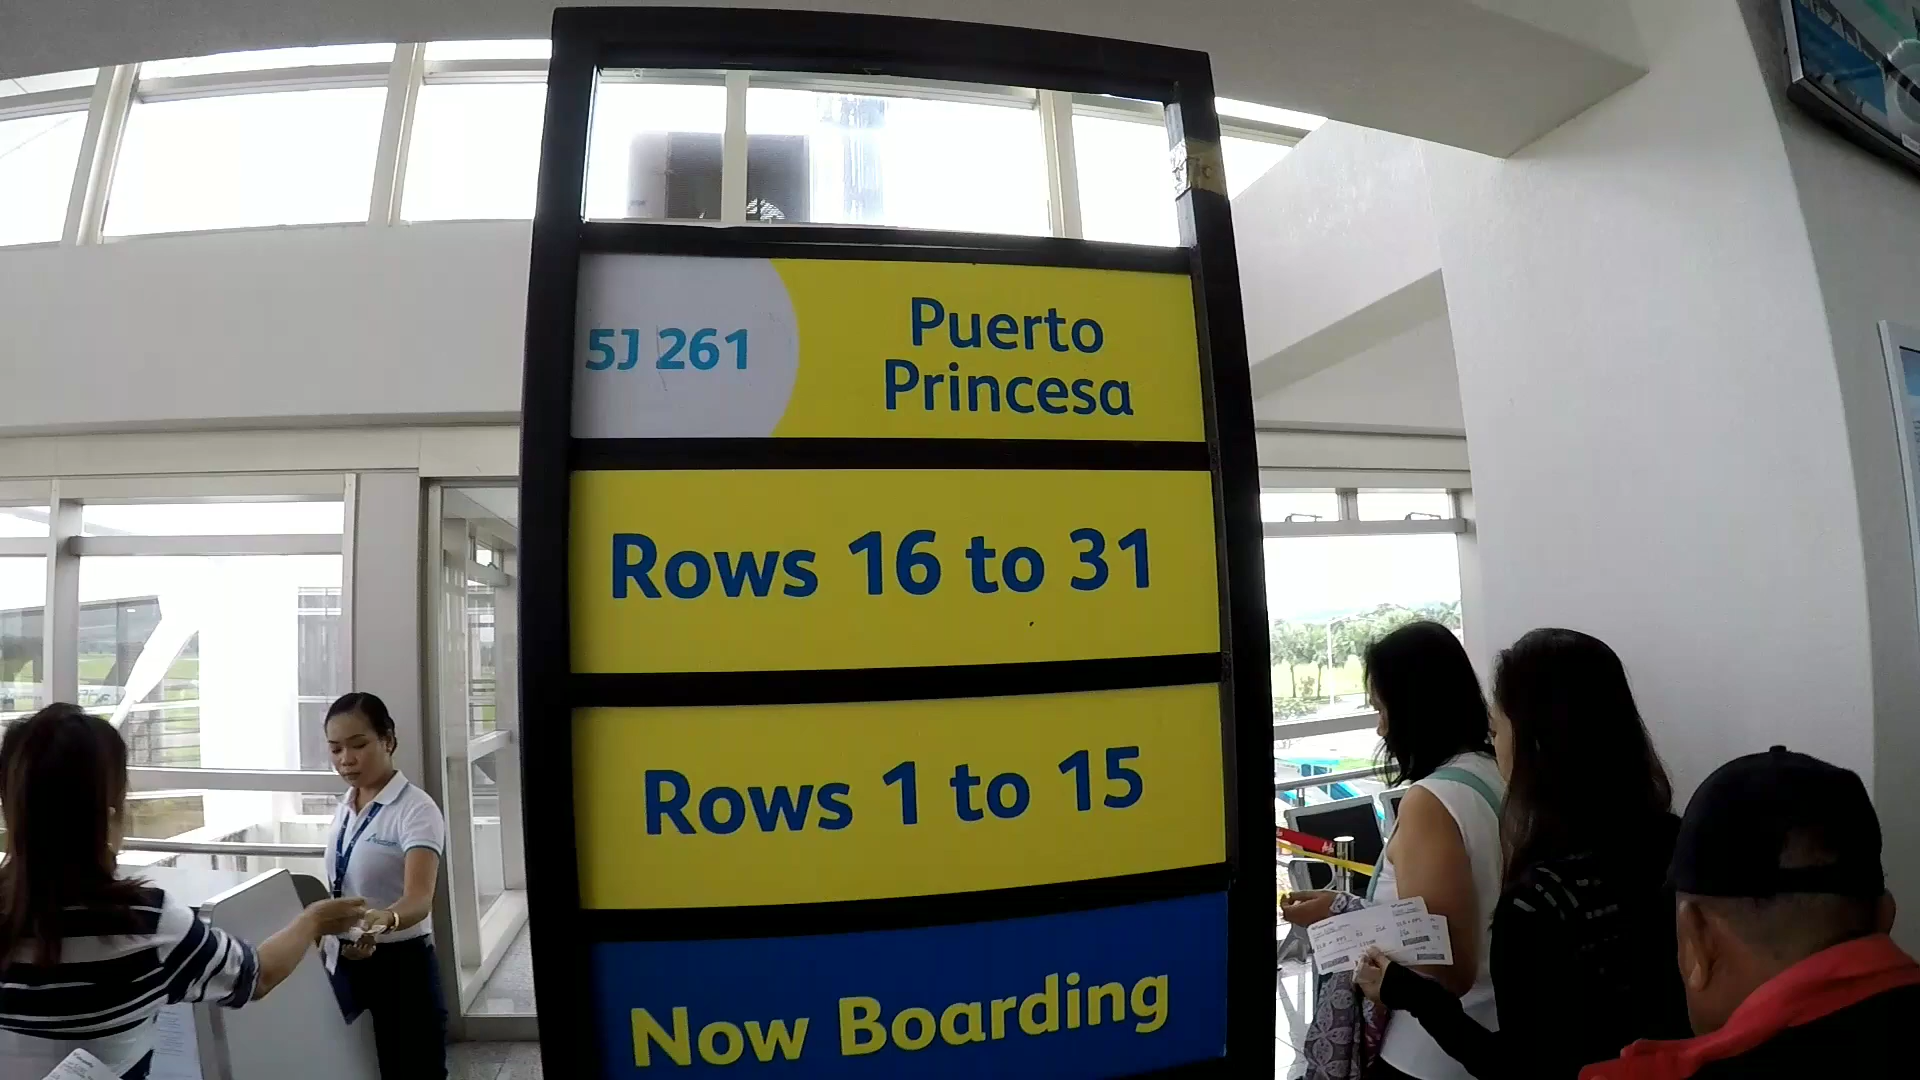 5J 261
Puerto
Princesa
Rows 16 to 31
Rows 1 to 15
Now Boarding